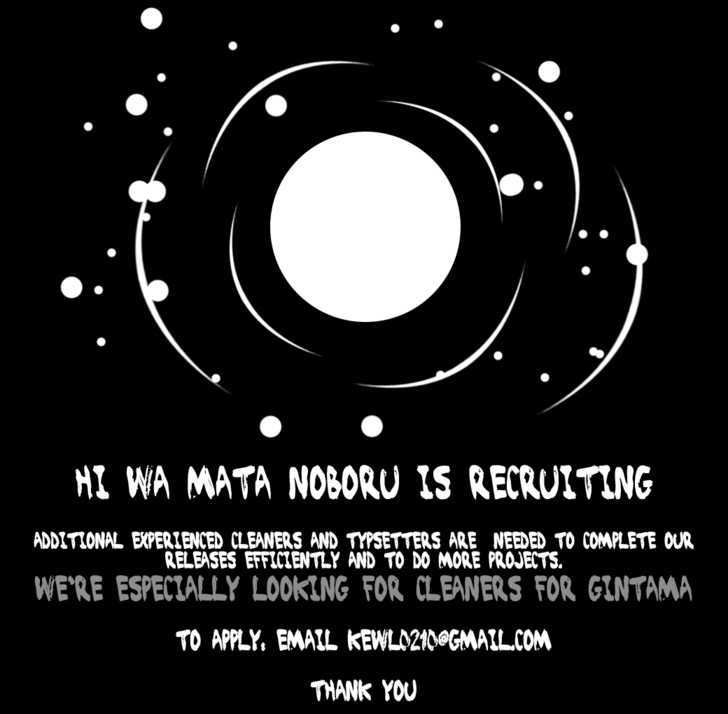 HI WA MATA NOBORU IS RECRUITING
ADDITIONAL EXPERIENCED CLEANERS AND TYPSETTERS ARE NEEDED TO COMPLETE OUR
RELEASES EFFICIENTLY AND TO DO MORE PROJECTS.
WE'RE ESPECIALLY LOOKING FOR CLEANERS FOR GINTAMA
TO APPLY: EMAIL KEWL0210@GMAIL.COM
THANK YOU